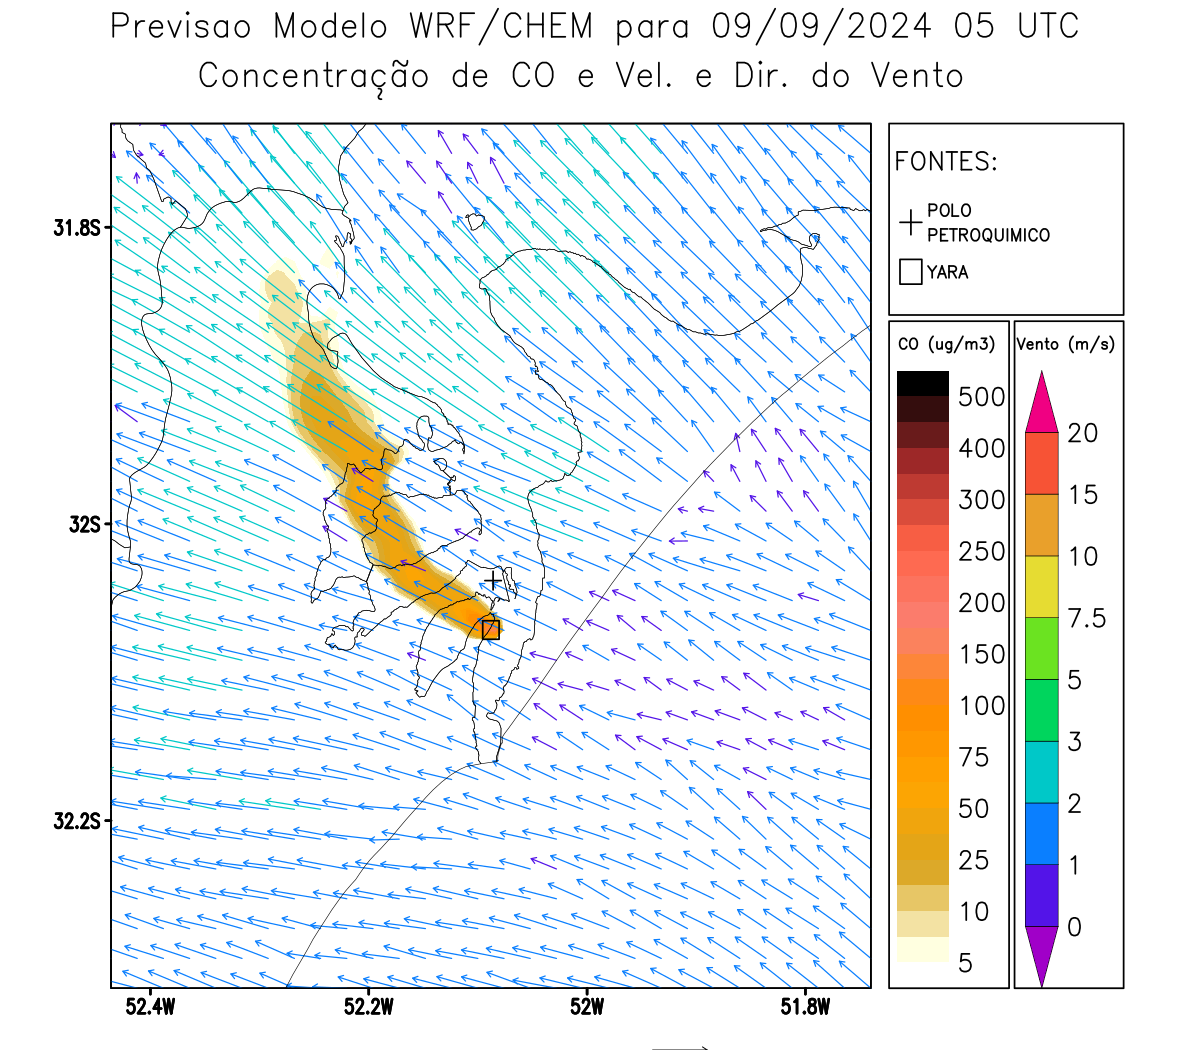 Previsao Modelo WRF/CHEM para 09/09/2024 05 UTC
Concentração de CO e Vel. e Dir. do Vento
FONTES:
POLO
PETROQUIMICO
YARA
CO (ug/m3)
500
400
300
250
200
150
100
75
50
25
10
5
Vento (m/s)
20
15
10
7.5
5
3
2
1
0
31.8S
32S
32.2S
52.4W
52.2W
52W
51.8W